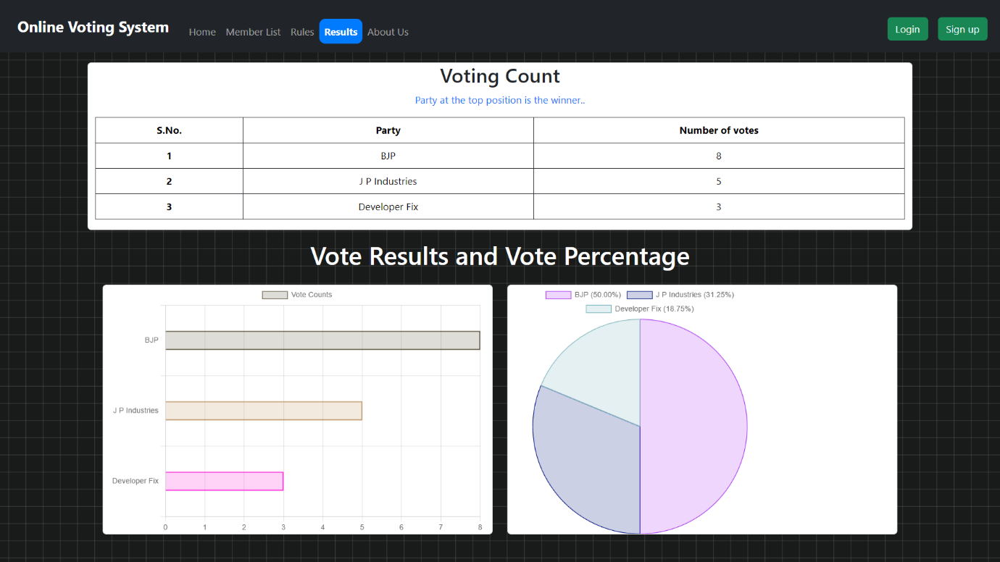 Online Voting System Home Member List Rules Results About Us Login Sign up
Voting Count
Party at the top position is the winner..
S.No. Party Number of votes
1 BJP 8
2 J P Industries 5
3 Developer Fix 3
Vote Results and Vote Percentage
Vote Counts
BJP
J P Industries
Developer Fix
0 1 2 3 4 5 6 7 8
BJP (50.00%) J P Industries (31.25%)
Developer Fix (18.75%)